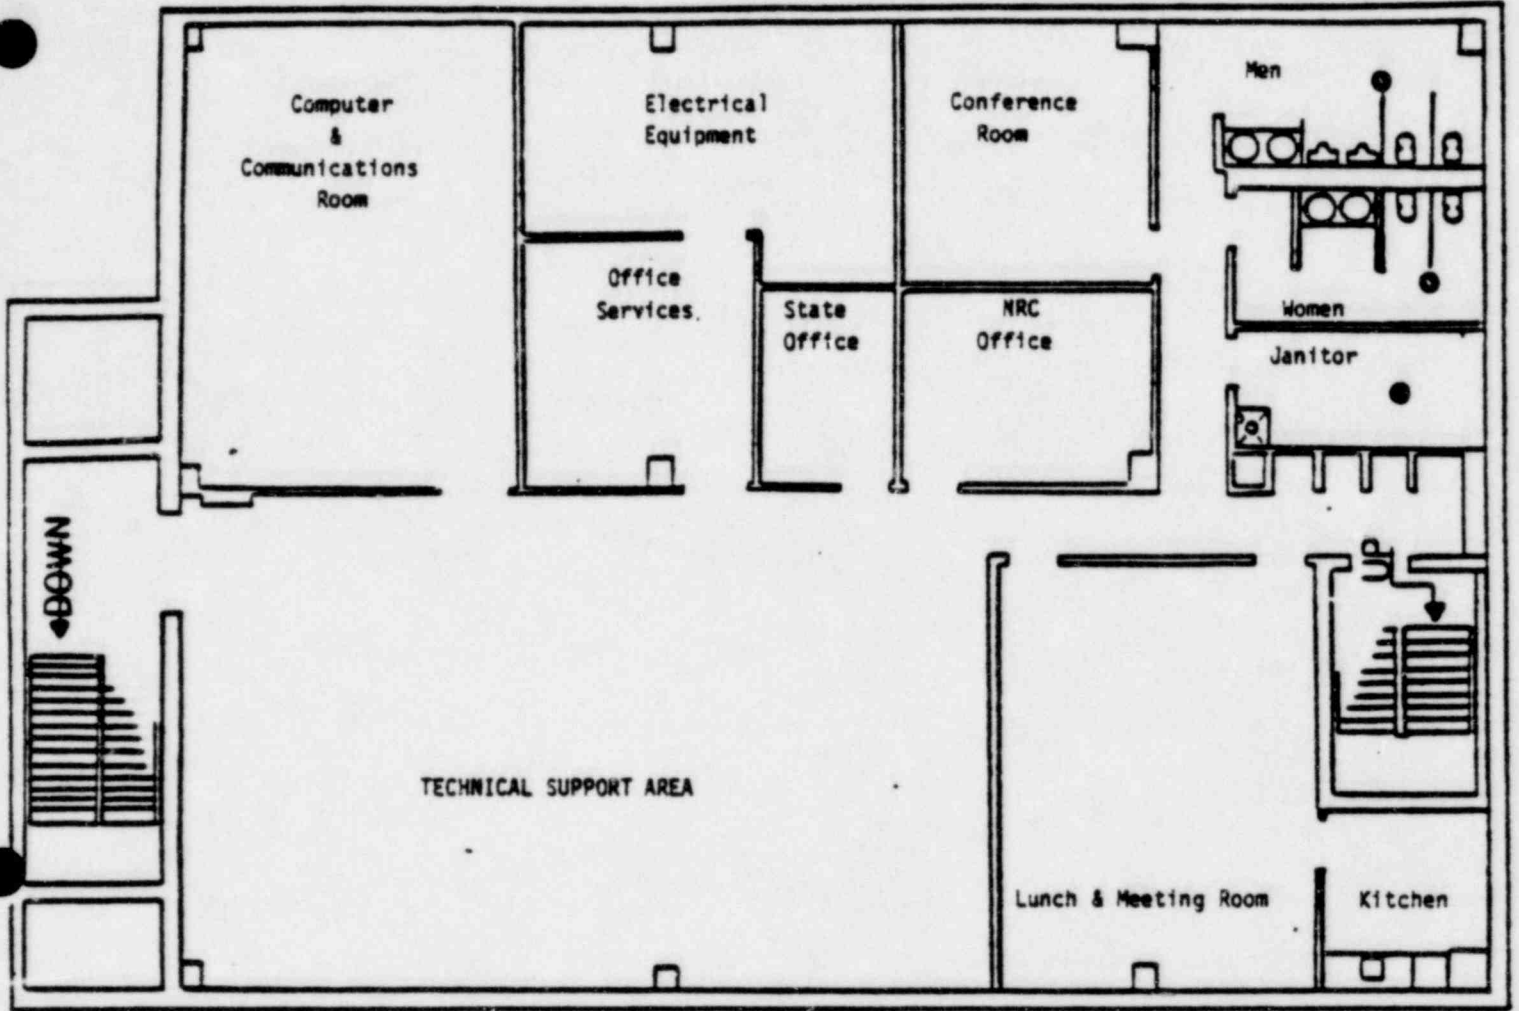 Computer
&
Communications
Room
Electrical
Equipment
Conference
Room
Men
Office
Services
State
Office
NRC
Office
Women
Janitor
DOWN
UP
TECHNICAL SUPPORT AREA
Lunch & Meeting Room
Kitchen